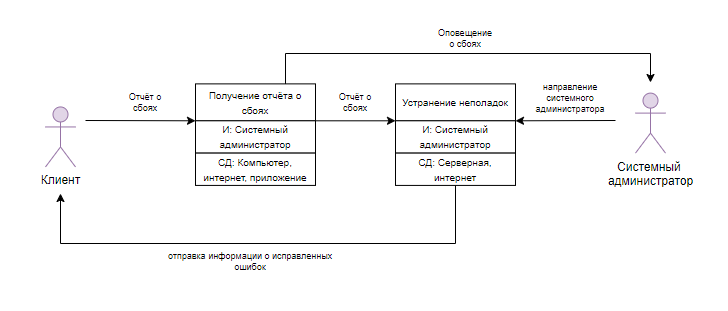 Оповещение
о сбоях
Отчёт о
сбоях
Получение отчёта о
сбоях
И: Системный
администратор
СД: Компьютер,
интернет, приложение
Отчёт о
сбоях
Устранение неполадок
И: Системный
администратор
СД: Серверная,
интернет
направление
системного
администратора
Клиент
Системный
администратор
отправка информации о исправленных
ошибок